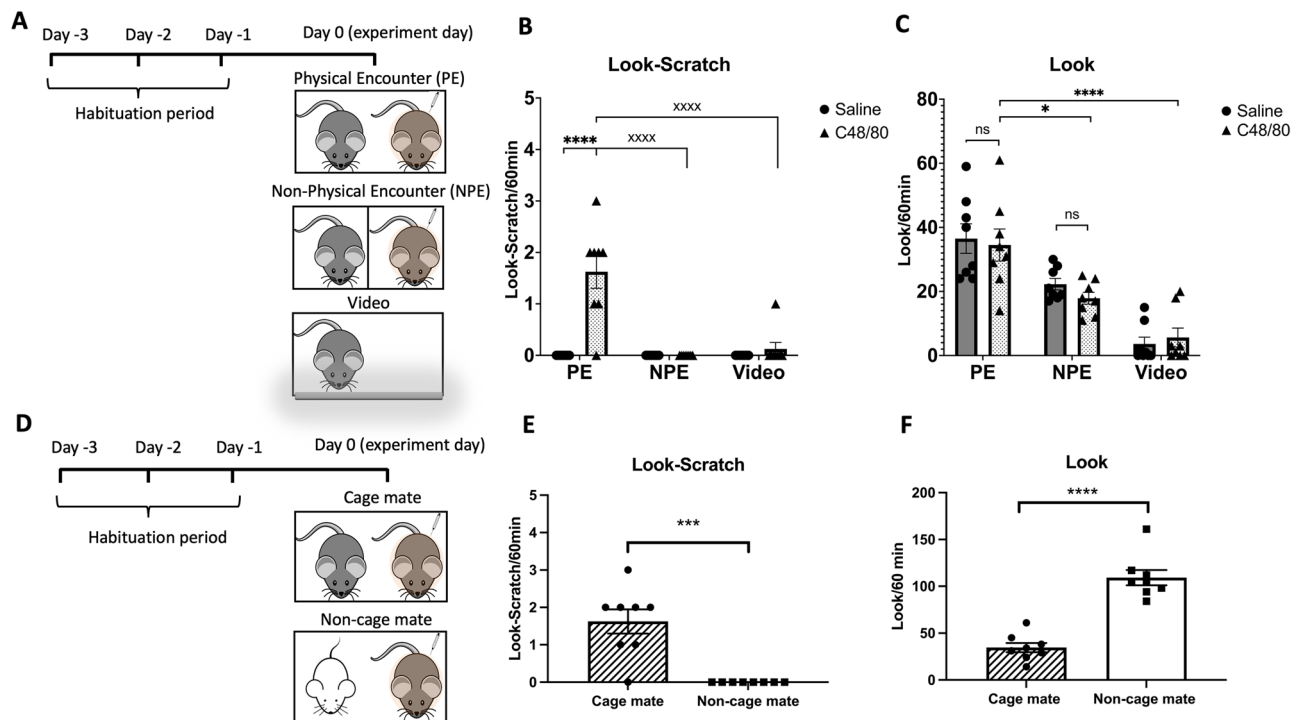 A
Day -3 Day -2 Day -1 Day 0 (experiment day)
Habituation period
Physical Encounter (PE)
Non-Physical Encounter (NPE)
Video
B
Look-Scratch
Look-Scratch/60min
5
4
3
2
1
0
xxxx
**** xxxx
PE NPE Video
Saline
C48/80
C
Look
Look/60min
80
60
40
20
0
****
*
ns
ns
PE NPE Video
Saline
C48/80
D
Day -3 Day -2 Day -1 Day 0 (experiment day)
Habituation period
Cage mate
Non-cage mate
E
Look-Scratch
Look-Scratch/60min
5
4
3
2
1
0
***
Cage mate Non-cage mate
F
Look
Look/60 min
200
150
100
50
0
****
Cage mate Non-cage mate